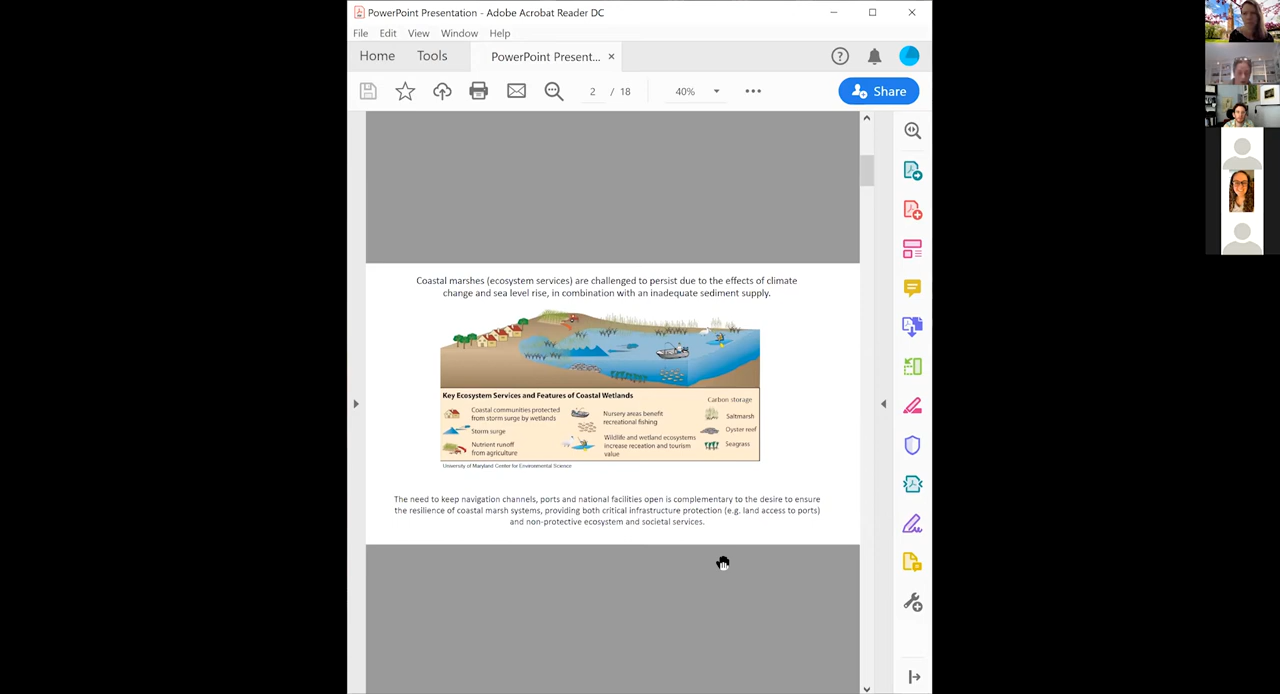 PowerPoint Presentation - Adobe Acrobat Reader DC
File Edit View Window Help
Home Tools PowerPoint Present... ×
2 / 18 40% Share
Coastal marshes (ecosystem services) are challenged to persist due to the effects of climate
change and sea level rise, in combination with an inadequate sediment supply.
Key Ecosystem Services and Features of Coastal Wetlands
Coastal communities protected
from storm surge by wetlands
Storm surge
Nutrient runoff
from agriculture
Nursery areas benefit
recreational fishing
Wildlife and wetland ecosystems
increase receation and tourism
value
Carbon storage
Saltmarsh
Oyster reef
Seagrass
University of Maryland Center for Environmental Science
The need to keep navigation channels, ports and national facilities open is complementary to the desire to ensure
the resilience of coastal marsh systems, providing both critical infrastructure protection (e.g. land access to ports)
and non-protective ecosystem and societal services.